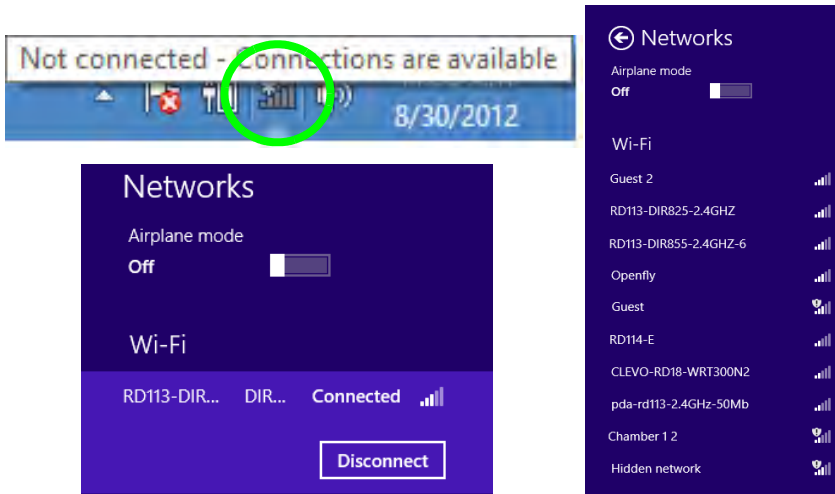 Not connected - Connections are available
8/30/2012
Networks
Airplane mode
Off
Wi-Fi
RD113-DIR... DIR... Connected
Disconnect
Networks
Airplane mode
Off
Wi-Fi
Guest 2
RD113-DIR825-2.4GHZ
RD113-DIR855-2.4GHZ-6
Openfly
Guest
RD114-E
CLEVO-RD18-WRT300N2
pda-rd113-2.4GHz-50Mb
Chamber 1 2
Hidden network